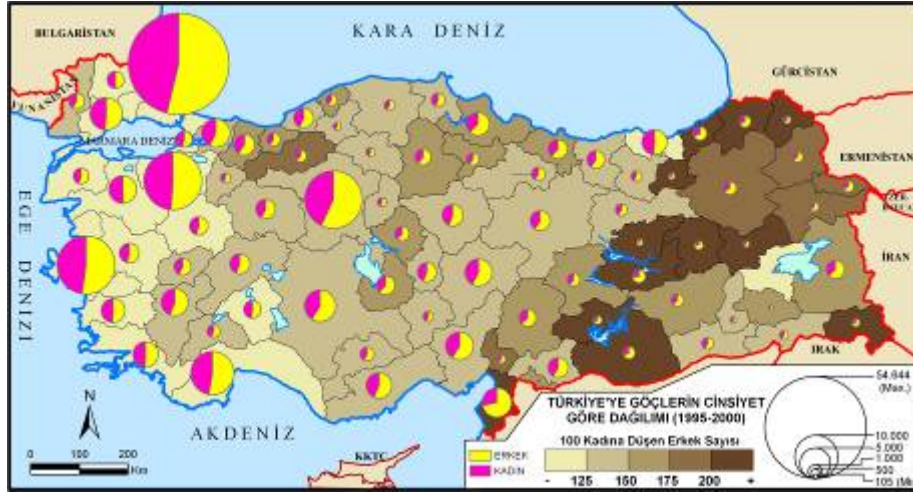 BULGARİSTAN
KARA DENİZ
GÜRCİSTAN
YUNANİSTAN
MARMARA DENİZİ
ERMENİSTAN
EGE DENİZİ
İRAN
IRAK
AKDENİZ
KKTC
N
0 100 200
Km
TÜRKİYE'YE GÖÇLERİN CİNSİYET
GÖRE DAĞILIMI (1995-2000)
ERKEK
KADIN
100 Kadına Düşen Erkek Sayısı
- 125 150 175 200 +
54.644
(Max.)
10.000
5.000
1.000
500